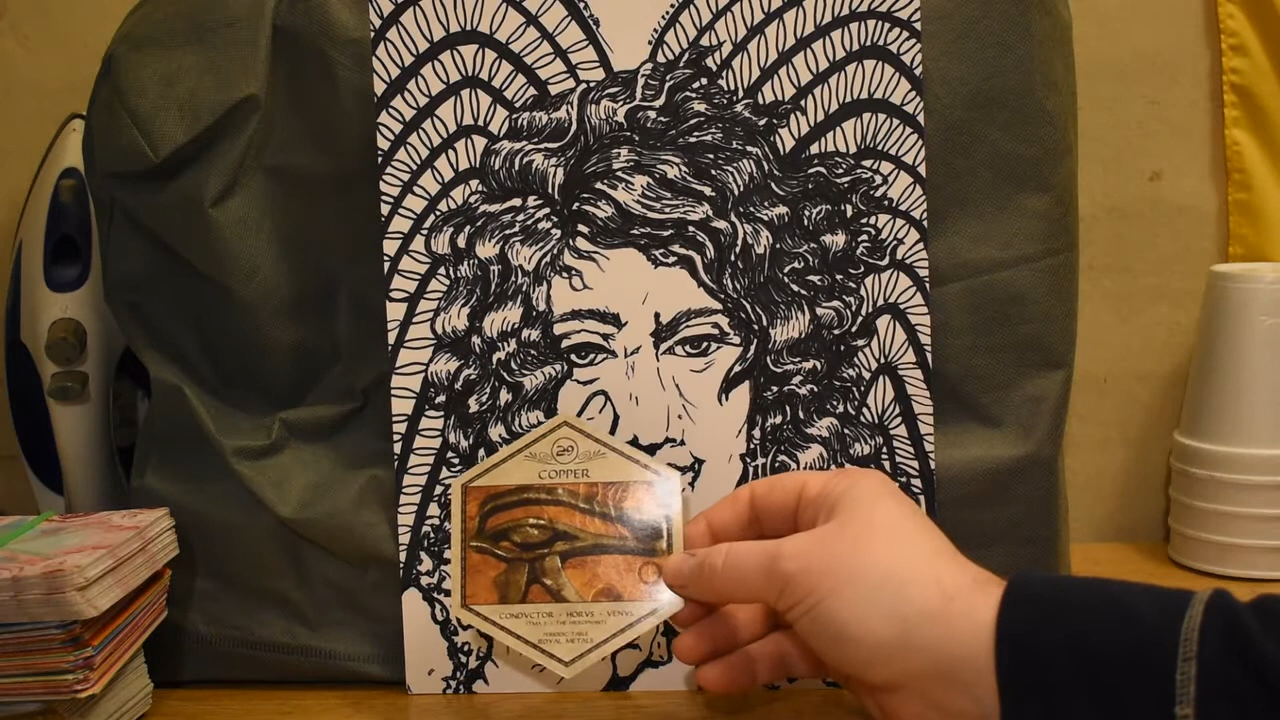 29
COPPER
CONDVCTOR · HORVS · VENVS
PERIODIC TABLE
ROYAL METALS